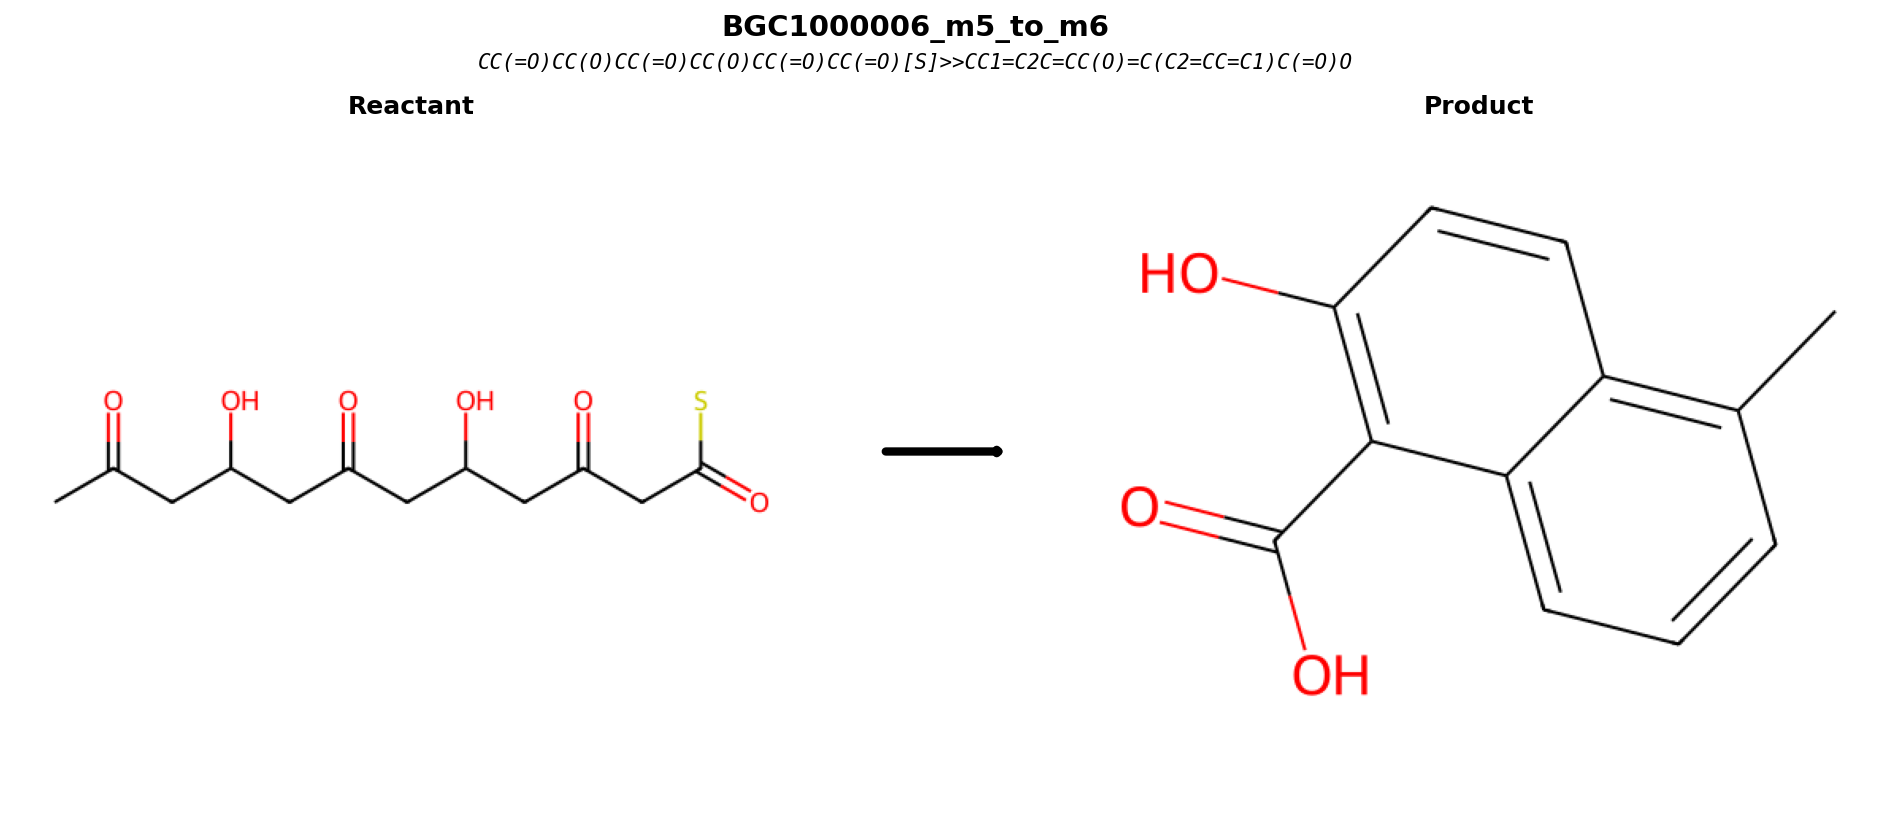 BGC1000006_m5_to_m6
CC(=O)CC(O)CC(=O)CC(O)CC(=O)CC(=O)[S]>>CC1=C2C=CC(O)=C(C2=CC=C1)C(=O)O
Reactant
Product
HO
O
OH
O
OH
O
S
O
O
OH